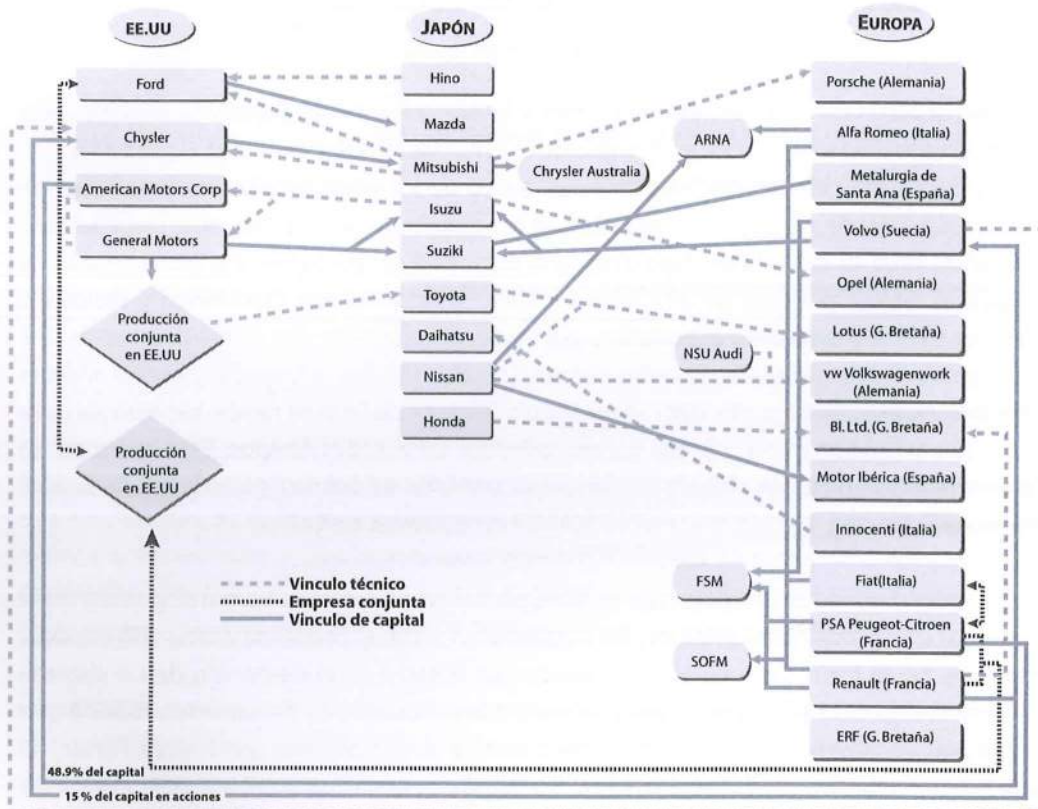 EE.UU
JAPÓN
EUROPA
Ford
Chysler
American Motors Corp
General Motors
Producción
conjunta
en EE.UU
Producción
conjunta
en EE.UU
Hino
Mazda
Mitsubishi
Isuzu
Suziki
Toyota
Daihatsu
Nissan
Honda
Chrysler Australia
ARNA
NSU Audi
FSM
SOFM
Porsche (Alemania)
Alfa Romeo (Italia)
Metalurgia de
Santa Ana (España)
Volvo (Suecia)
Opel (Alemania)
Lotus (G. Bretaña)
vw Volkswagenwork
(Alemania)
Bl. Ltd. (G. Bretaña)
Motor Ibérica (España)
Innocenti (Italia)
Fiat(Italia)
PSA Peugeot-Citroen
(Francia)
Renault (Francia)
ERF (G. Bretaña)
Vinculo técnico
Empresa conjunta
Vinculo de capital
48.9% del capital
15 % del capital en acciones